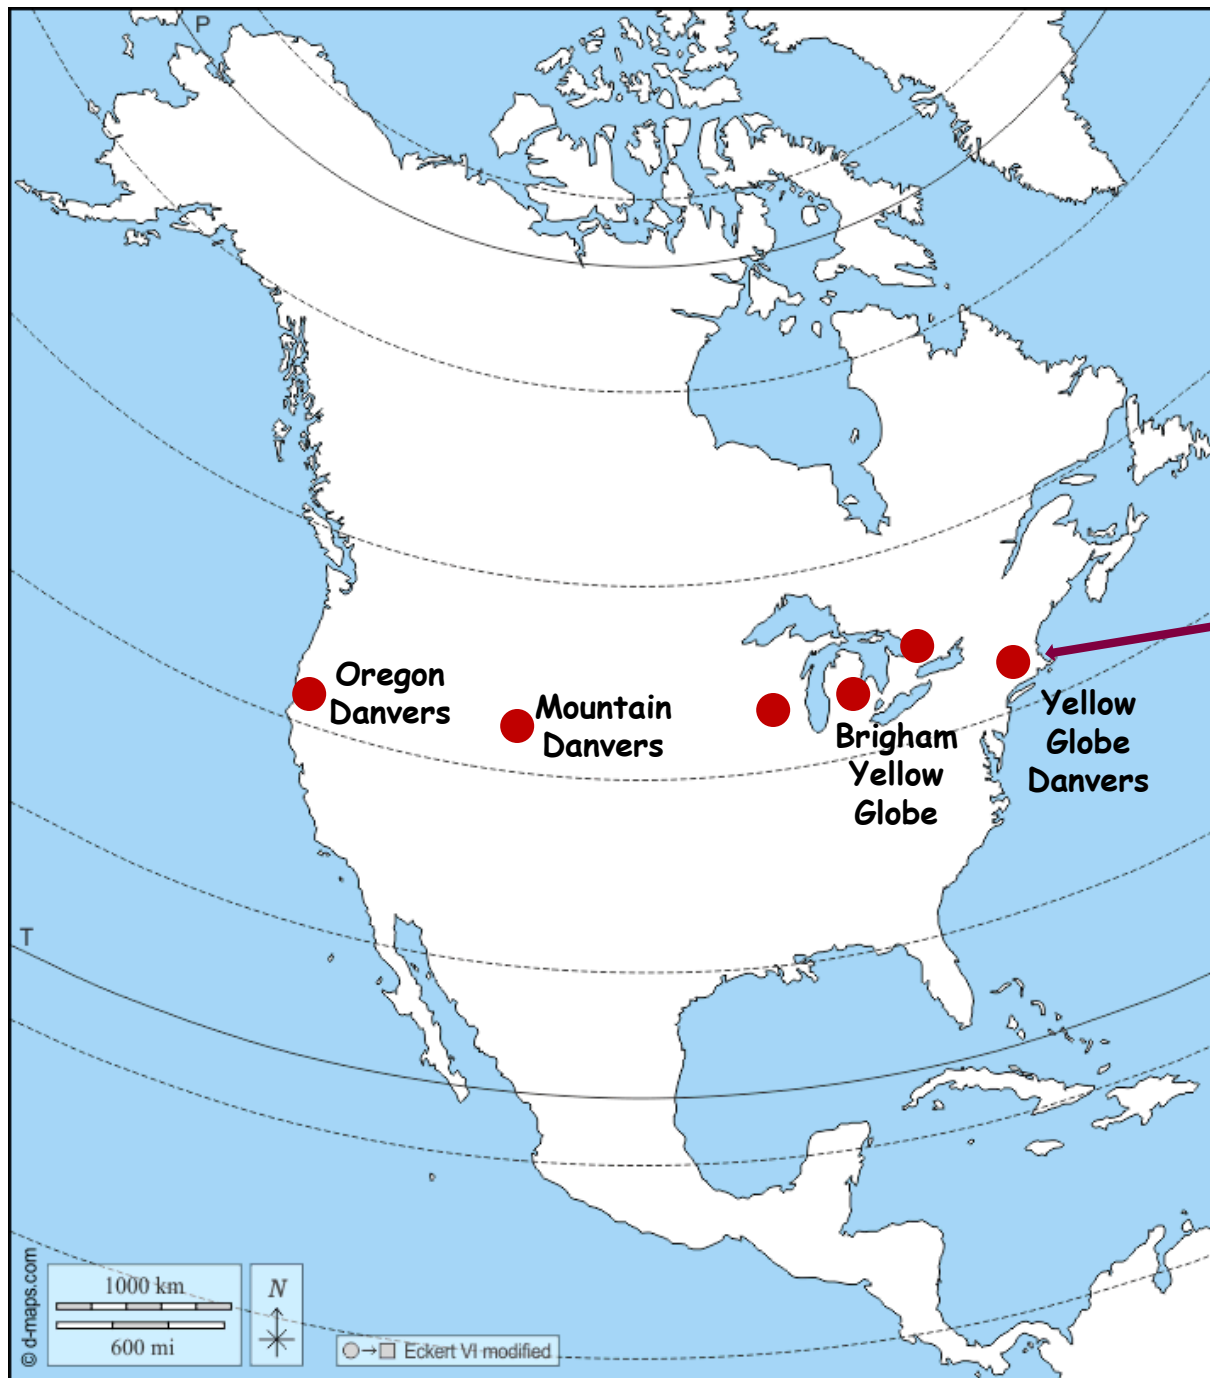 P
Oregon
Danvers
Mountain
Danvers
Brigham
Yellow
Globe
Yellow
Globe
Danvers
T
© d-maps.com
1000 km
600 mi
N
Eckert VI modified